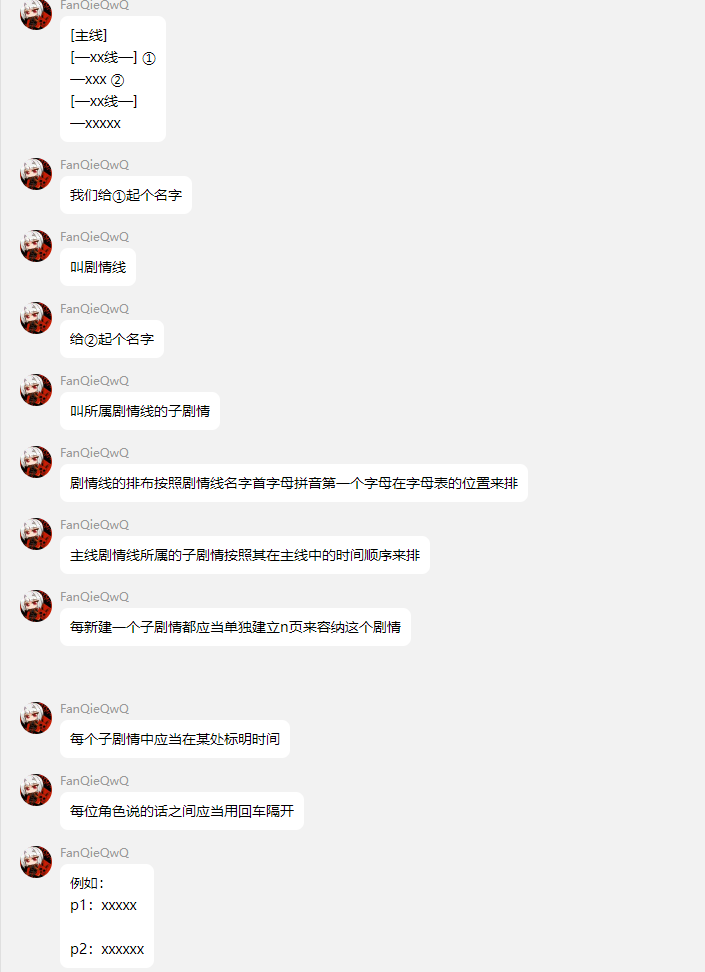 FanQieQwQ
[主线]
[—xx线—] ①
—xxx ②
[—xx线—]
—xxxxx
FanQieQwQ
我们给①起个名字
FanQieQwQ
叫剧情线
FanQieQwQ
给②起个名字
FanQieQwQ
叫所属剧情线的子剧情
FanQieQwQ
剧情线的排布按照剧情线名字首字母拼音第一个字母在字母表的位置来排
FanQieQwQ
主线剧情线所属的子剧情按照其在主线中的时间顺序来排
FanQieQwQ
每新建一个子剧情都应当单独建立n页来容纳这个剧情
FanQieQwQ
每个子剧情中应当在某处标明时间
FanQieQwQ
每位角色说的话之间应当用回车隔开
FanQieQwQ
例如：
p1：xxxxx
p2：xxxxxx